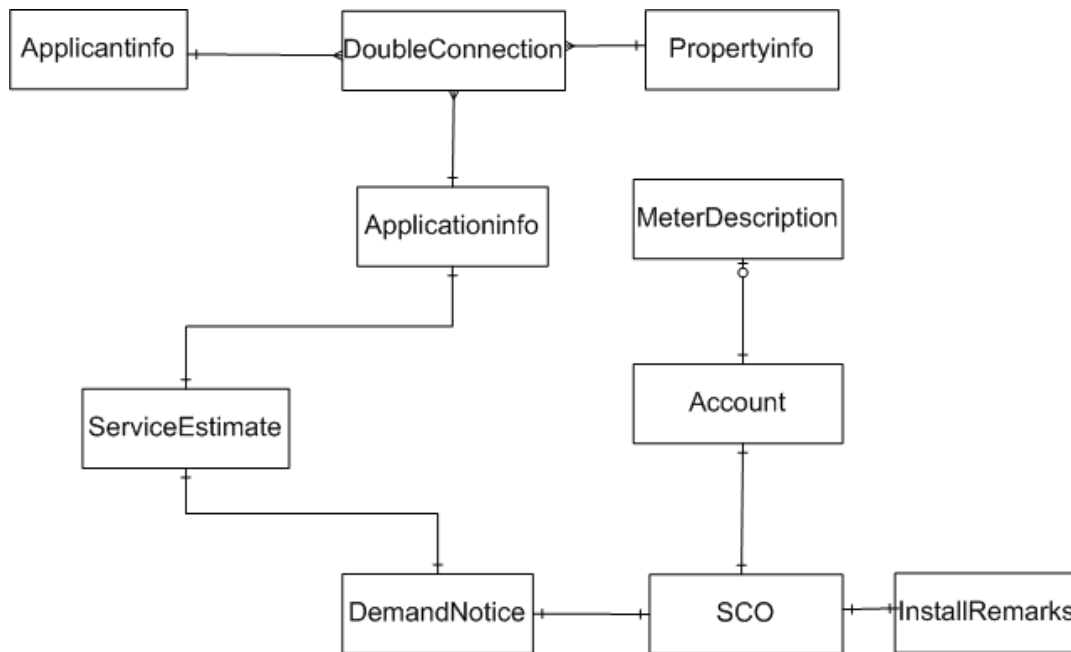 Applicantinfo
DoubleConnection
Propertyinfo
Applicationinfo
MeterDescription
Account
ServiceEstimate
DemandNotice
SCO
InstallRemarks